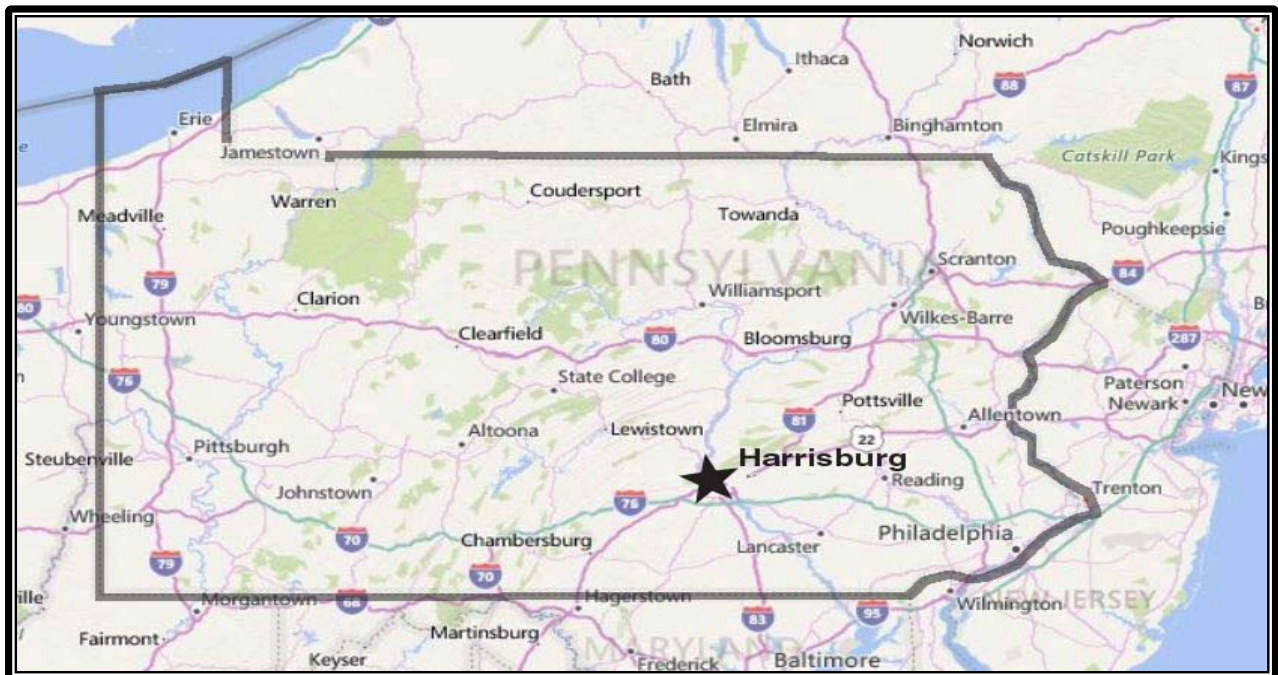 Norwich
Ithaca
Bath
88
87
Erie
Elmira
Binghamton
Jamestown
Catskill Park
Kings
e
Warren
Coudersport
Towanda
Meadville
Poughkeepsie
PENNSYLVANIA
Scranton
84
79
Clarion
Williamsport
80
Youngstown
Wilkes-Barre
Clearfield
80
Bloomsburg
287
76
State College
Paterson
New
Newark
Pottsville
81
Allentown
Altoona
Lewistown
22
Steubenville
Pittsburgh
Harrisburg
Johnstown
76
Reading
Trenton
Wheeling
70
Chambersburg
Philadelphia
Lancaster
79
70
ille
Morgantown
68
Hagerstown
Wilmington
NEW JERSEY
83
95
Fairmont
Martinsburg
MARYLAND
Keyser
Frederick
Baltimore